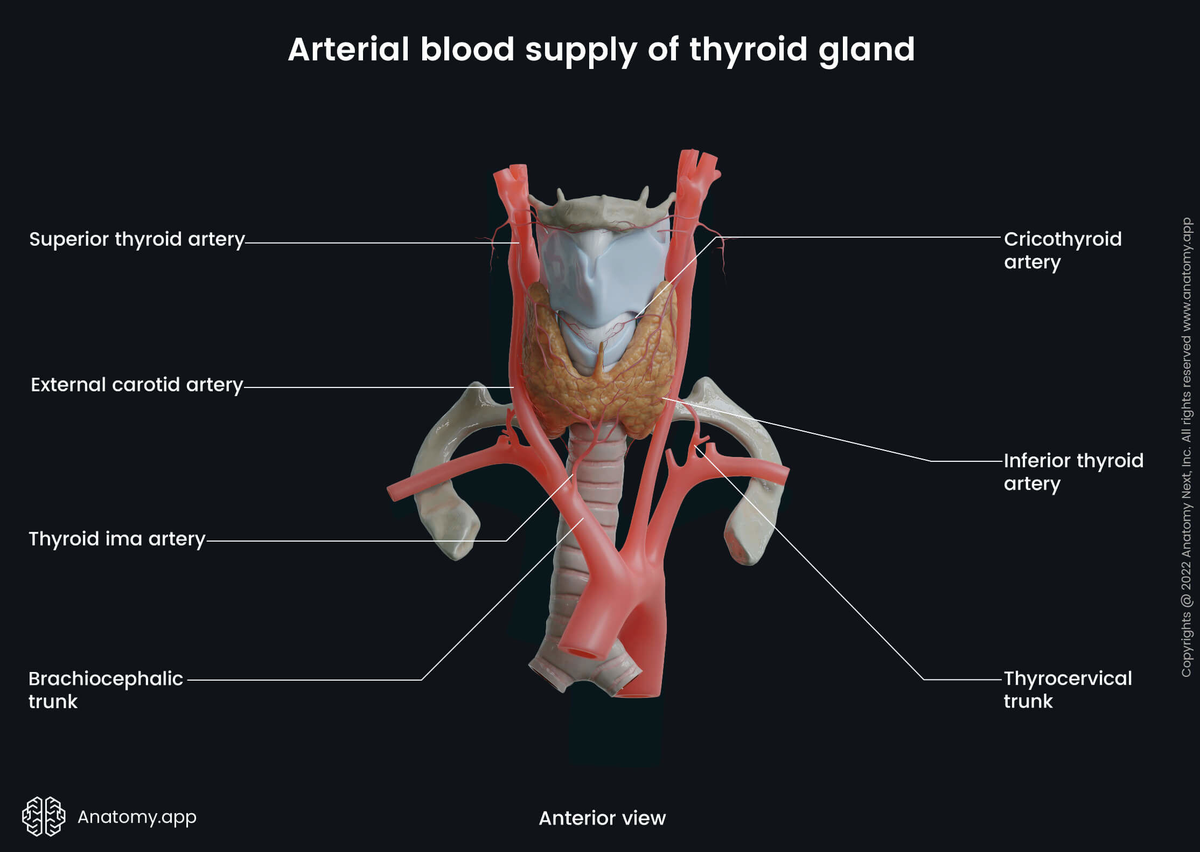 Arterial blood supply of thyroid gland
Superior thyroid artery
Cricothyroid
artery
External carotid artery
Inferior thyroid
artery
Thyroid ima artery
Brachiocephalic
trunk
Thyrocervical
trunk
Anatomy.app
Anterior view
Copyrights @ 2022 Anatomy Next, Inc. All rights reserved www.anatomy.app